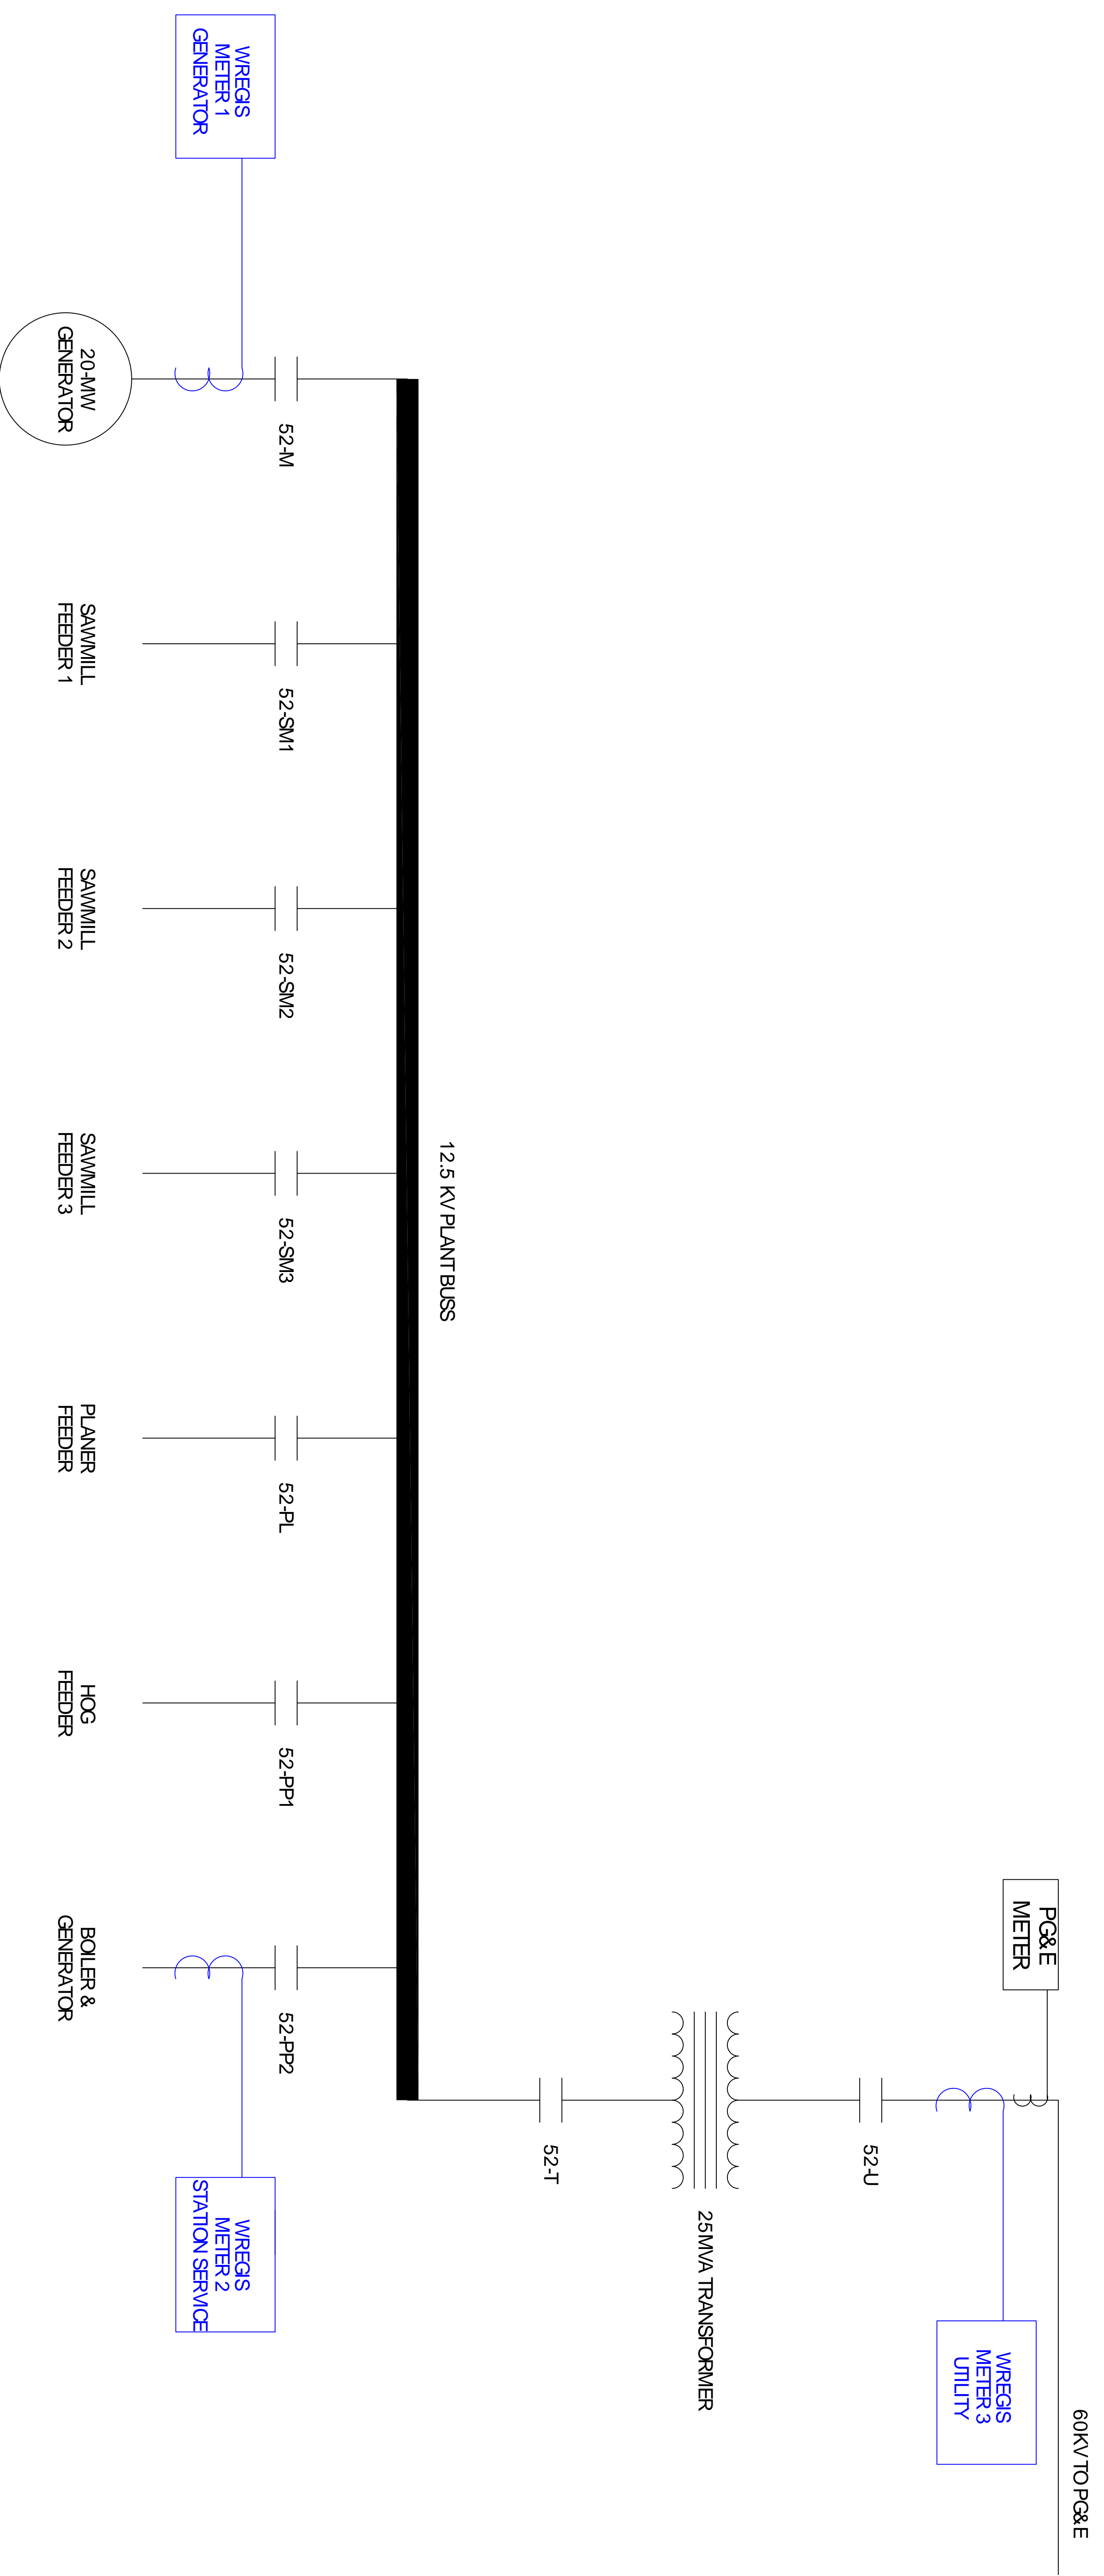 60KV TO PG&E
PG&E
METER
WREGIS
METER 3
UTILITY
52-U
25MVA TRANSFORMER
52-T
12.5 KV PLANT BUSS
52-M
52-SM1
52-SM2
52-SM3
52-PL
52-PP1
52-PP2
WREGIS
METER 1
GENERATOR
WREGIS
METER 2
STATION SERVICE
20-MW
GENERATOR
SAWMILL
FEEDER 1
SAWMILL
FEEDER 2
SAWMILL
FEEDER 3
PLANER
FEEDER
HOG
FEEDER
BOILER &
GENERATOR